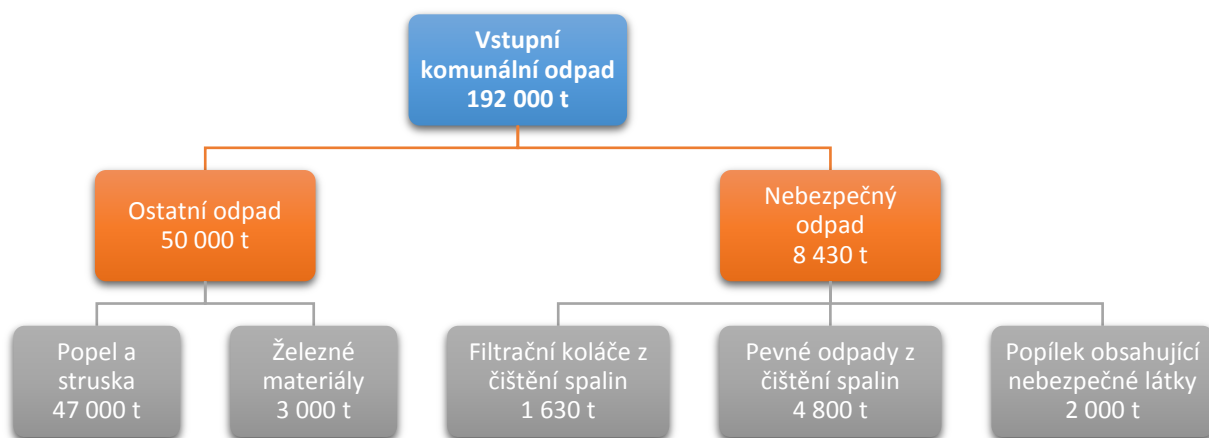 Vstupní
komunální odpad
192 000 t
Ostatní odpad
50 000 t
Nebezpečný
odpad
8 430 t
Popel a
struska
47 000 t
Železné
materiály
3 000 t
Filtrační koláče z
čištění spalin
1 630 t
Pevné odpady z
čištění spalin
4 800 t
Popílek obsahující
nebezpečné látky
2 000 t